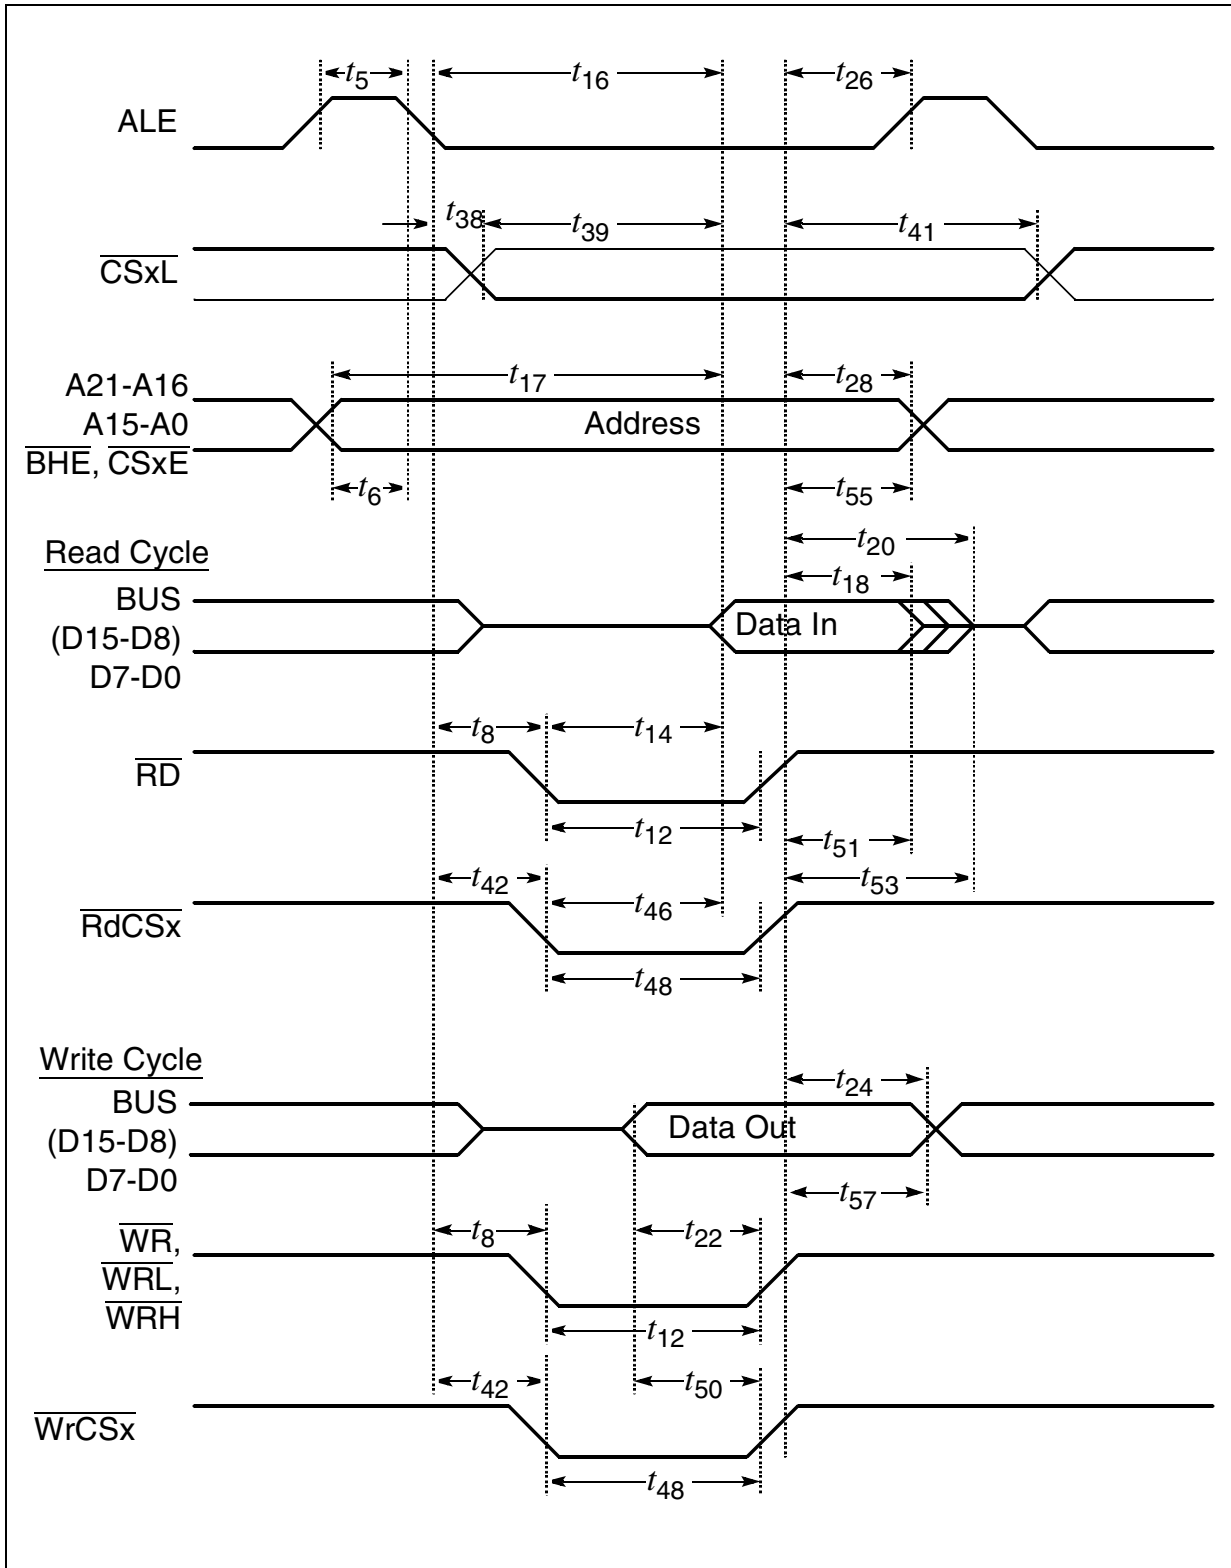 t5 t16 t26
ALE
t38 t39 t41
CSxL
A21-A16
t17 t28
A15-A0
Address
BHE, CSxE
t6 t55
Read Cycle
t20
BUS
t18
(D15-D8)
Data In
D7-D0
t8 t14
RD
t12 t51
t42 t46 t53
RdCSx
t48
Write Cycle
t24
BUS
(D15-D8)
Data Out
D7-D0
t57
t8 t22
WR,
WRL,
WRH
t12
t42 t50
WrCSx
t48